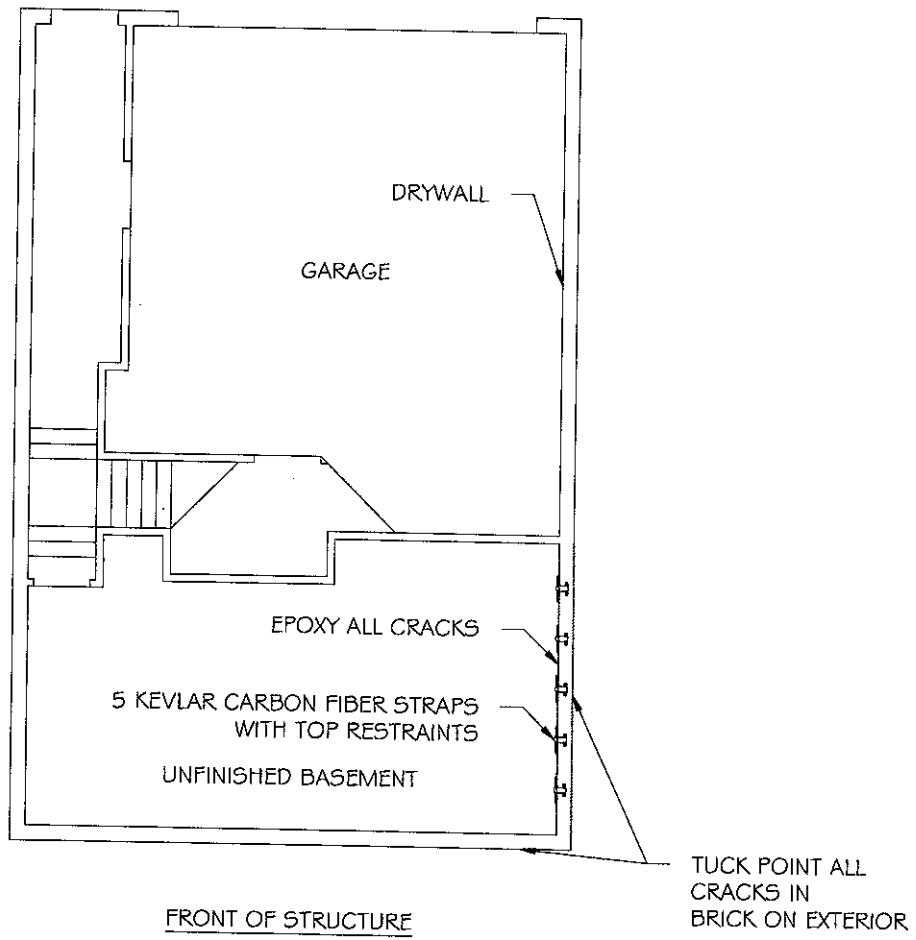 DRYWALL
GARAGE
EPOXY ALL CRACKS
5 KEVLAR CARBON FIBER STRAPS
WITH TOP RESTRAINTS
UNFINISHED BASEMENT
TUCK POINT ALL
CRACKS IN
BRICK ON EXTERIOR
FRONT OF STRUCTURE